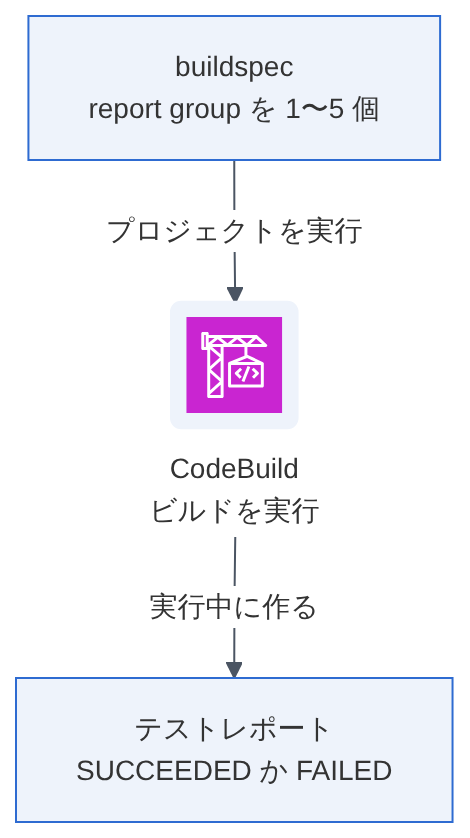 buildspec
report group を 1〜5 個
プロジェクトを実行
</>
CodeBuild
ビルドを実行
実行中に作る
テストレポート
SUCCEEDED か FAILED